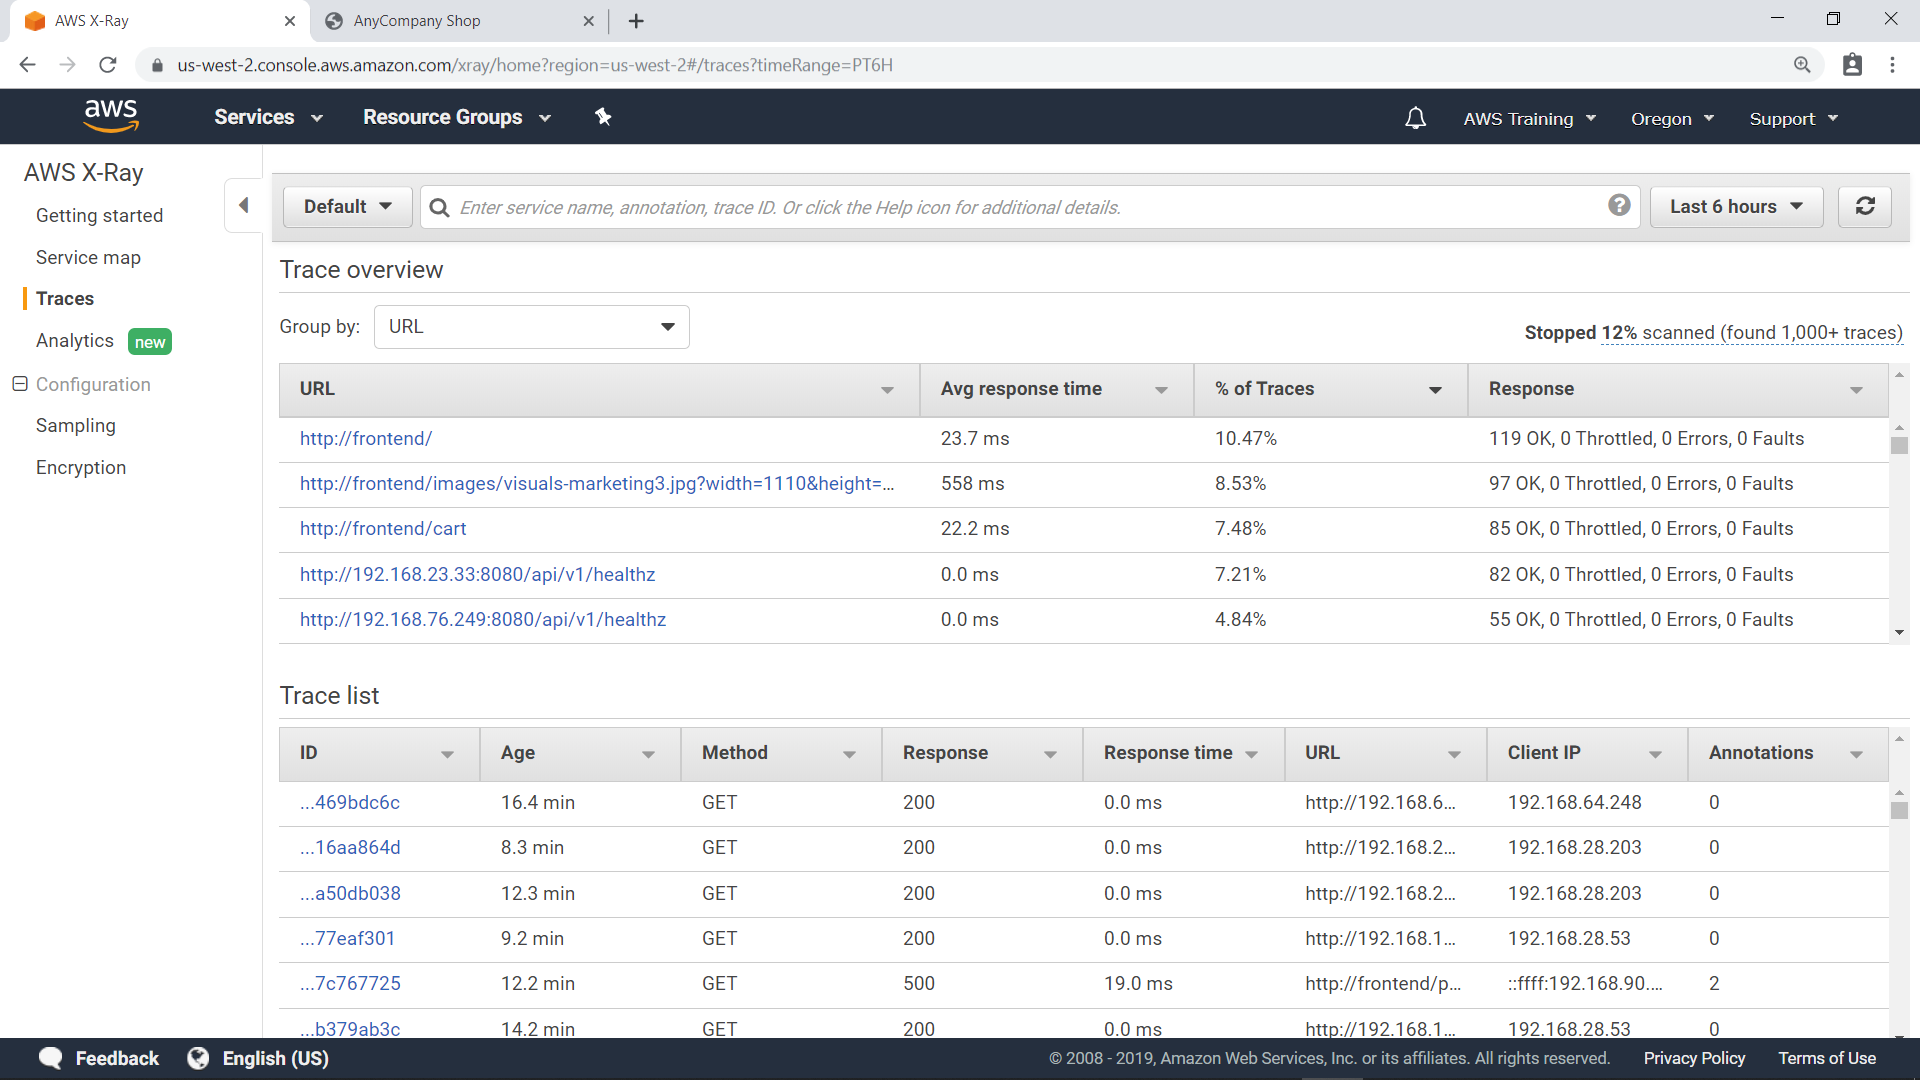 AWS X-Ray
AnyCompany Shop
us-west-2.console.aws.amazon.com/xray/home?region=us-west-2#/traces?timeRange=PT6H
aws
Services
Resource Groups
AWS Training
Oregon
Support
AWS X-Ray
Getting started
Service map
Traces
Analytics new
Configuration
Sampling
Encryption
Default
Enter service name, annotation, trace ID. Or click the Help icon for additional details.
?
Last 6 hours
Trace overview
Group by: URL
Stopped 12% scanned (found 1,000+ traces)
URL Avg response time % of Traces Response
http://frontend/ 23.7 ms 10.47% 119 OK, 0 Throttled, 0 Errors, 0 Faults
http://frontend/images/visuals-marketing3.jpg?width=1110&height=... 558 ms 8.53% 97 OK, 0 Throttled, 0 Errors, 0 Faults
http://frontend/cart 22.2 ms 7.48% 85 OK, 0 Throttled, 0 Errors, 0 Faults
http://192.168.23.33:8080/api/v1/healthz 0.0 ms 7.21% 82 OK, 0 Throttled, 0 Errors, 0 Faults
http://192.168.76.249:8080/api/v1/healthz 0.0 ms 4.84% 55 OK, 0 Throttled, 0 Errors, 0 Faults
Trace list
ID Age Method Response Response time URL Client IP Annotations
...469bdc6c 16.4 min GET 200 0.0 ms http://192.168.6... 192.168.64.248 0
...16aa864d 8.3 min GET 200 0.0 ms http://192.168.2... 192.168.28.203 0
...a50db038 12.3 min GET 200 0.0 ms http://192.168.2... 192.168.28.203 0
...77eaf301 9.2 min GET 200 0.0 ms http://192.168.1... 192.168.28.53 0
...7c767725 12.2 min GET 500 19.0 ms http://frontend/p... ::ffff:192.168.90.... 2
...b379ab3c 14.2 min GET 200 0.0 ms http://192.168.1... 192.168.28.53 0
Feedback
English (US)
© 2008 - 2019, Amazon Web Services, Inc. or its affiliates. All rights reserved.
Privacy Policy
Terms of Use